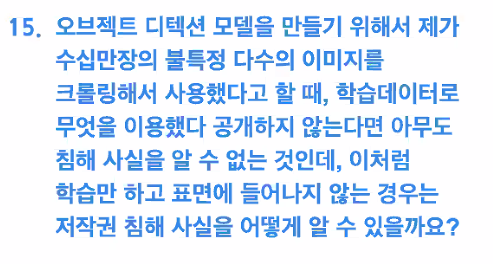 15. 오브젝트 디텍션 모델을 만들기 위해서 제가
수십만장의 불특정 다수의 이미지를
크롤링해서 사용했다고 할 때, 학습데이터로
무엇을 이용했다 공개하지 않는다면 아무도
침해 사실을 알 수 없는 것인데, 이처럼
학습만 하고 표면에 들어나지 않는 경우는
저작권 침해 사실을 어떻게 알 수 있을까요?